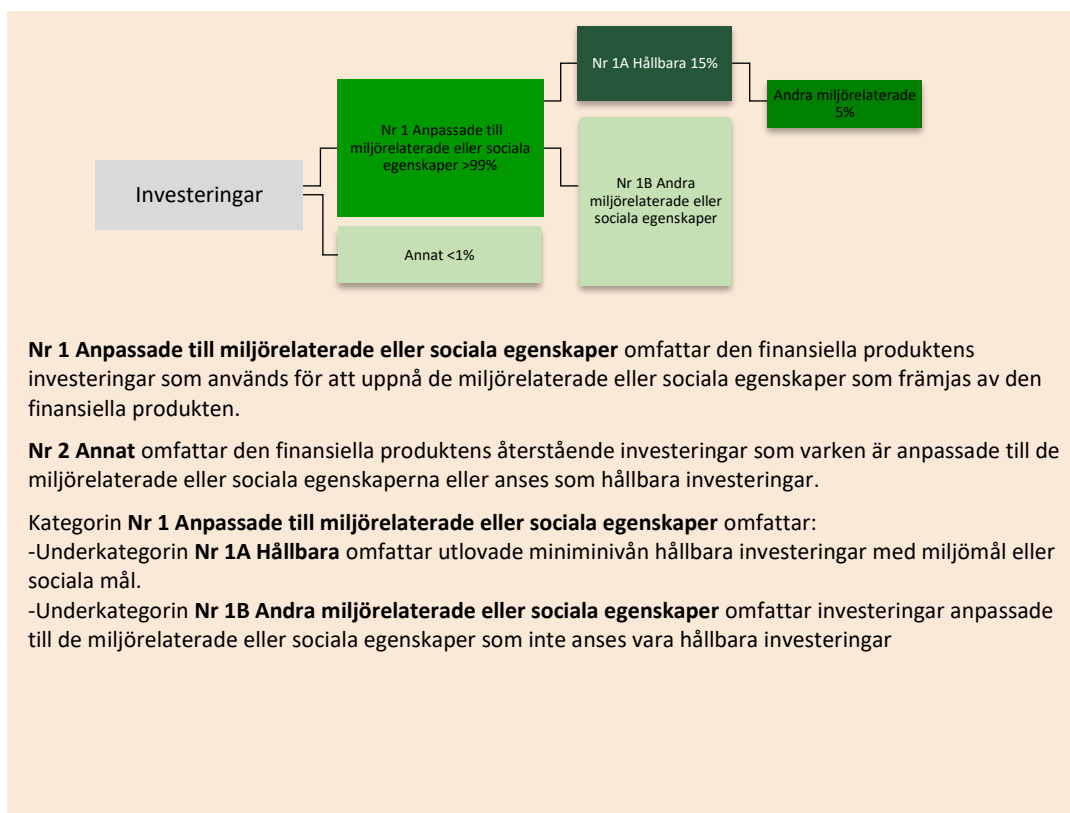 Nr 1A Hållbara 15%
Andra miljörelaterade
5%
Nr 1 Anpassade till
miljörelaterade eller sociala
egenskaper >99%
Investeringar
Nr 1B Andra
miljörelaterade eller
sociala egenskaper
Annat <1%
Nr 1 Anpassade till miljörelaterade eller sociala egenskaper omfattar den finansiella produktens
investeringar som används för att uppnå de miljörelaterade eller sociala egenskaper som främjas av den
finansiella produkten.
Nr 2 Annat omfattar den finansiella produktens återstående investeringar som varken är anpassade till de
miljörelaterade eller sociala egenskaperna eller anses som hållbara investeringar.
Kategorin Nr 1 Anpassade till miljörelaterade eller sociala egenskaper omfattar:
-Underkategorin Nr 1A Hållbara omfattar utlovade miniminivån hållbara investeringar med miljömål eller
sociala mål.
-Underkategorin Nr 1B Andra miljörelaterade eller sociala egenskaper omfattar investeringar anpassade
till de miljörelaterade eller sociala egenskaper som inte anses vara hållbara investeringar